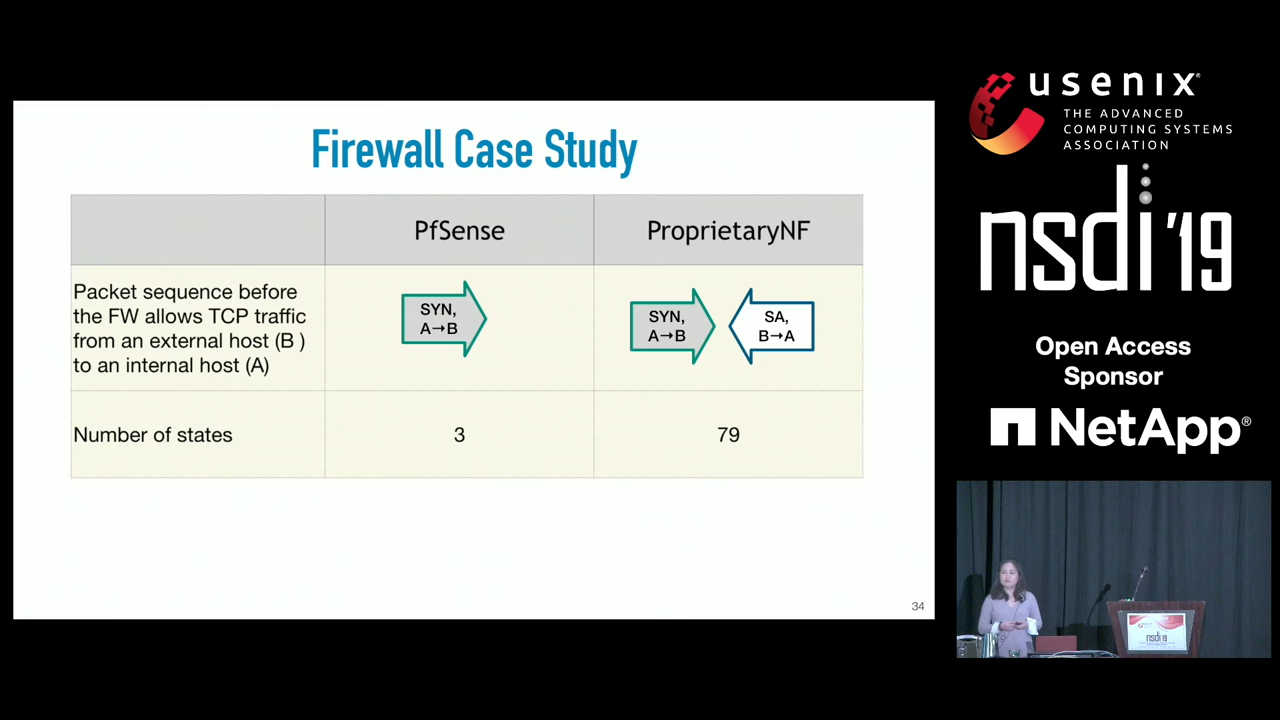 Firewall Case Study
PfSense
ProprietaryNF
Packet sequence before
the FW allows TCP traffic
from an external host (B )
to an internal host (A)
SYN,
A→B
SYN,
A→B
SA,
B→A
Number of states
3
79
34
usenix®
THE ADVANCED
COMPUTING SYSTEMS
ASSOCIATION
nsdi '19
Open Access
Sponsor
NetApp®
nsdi '19